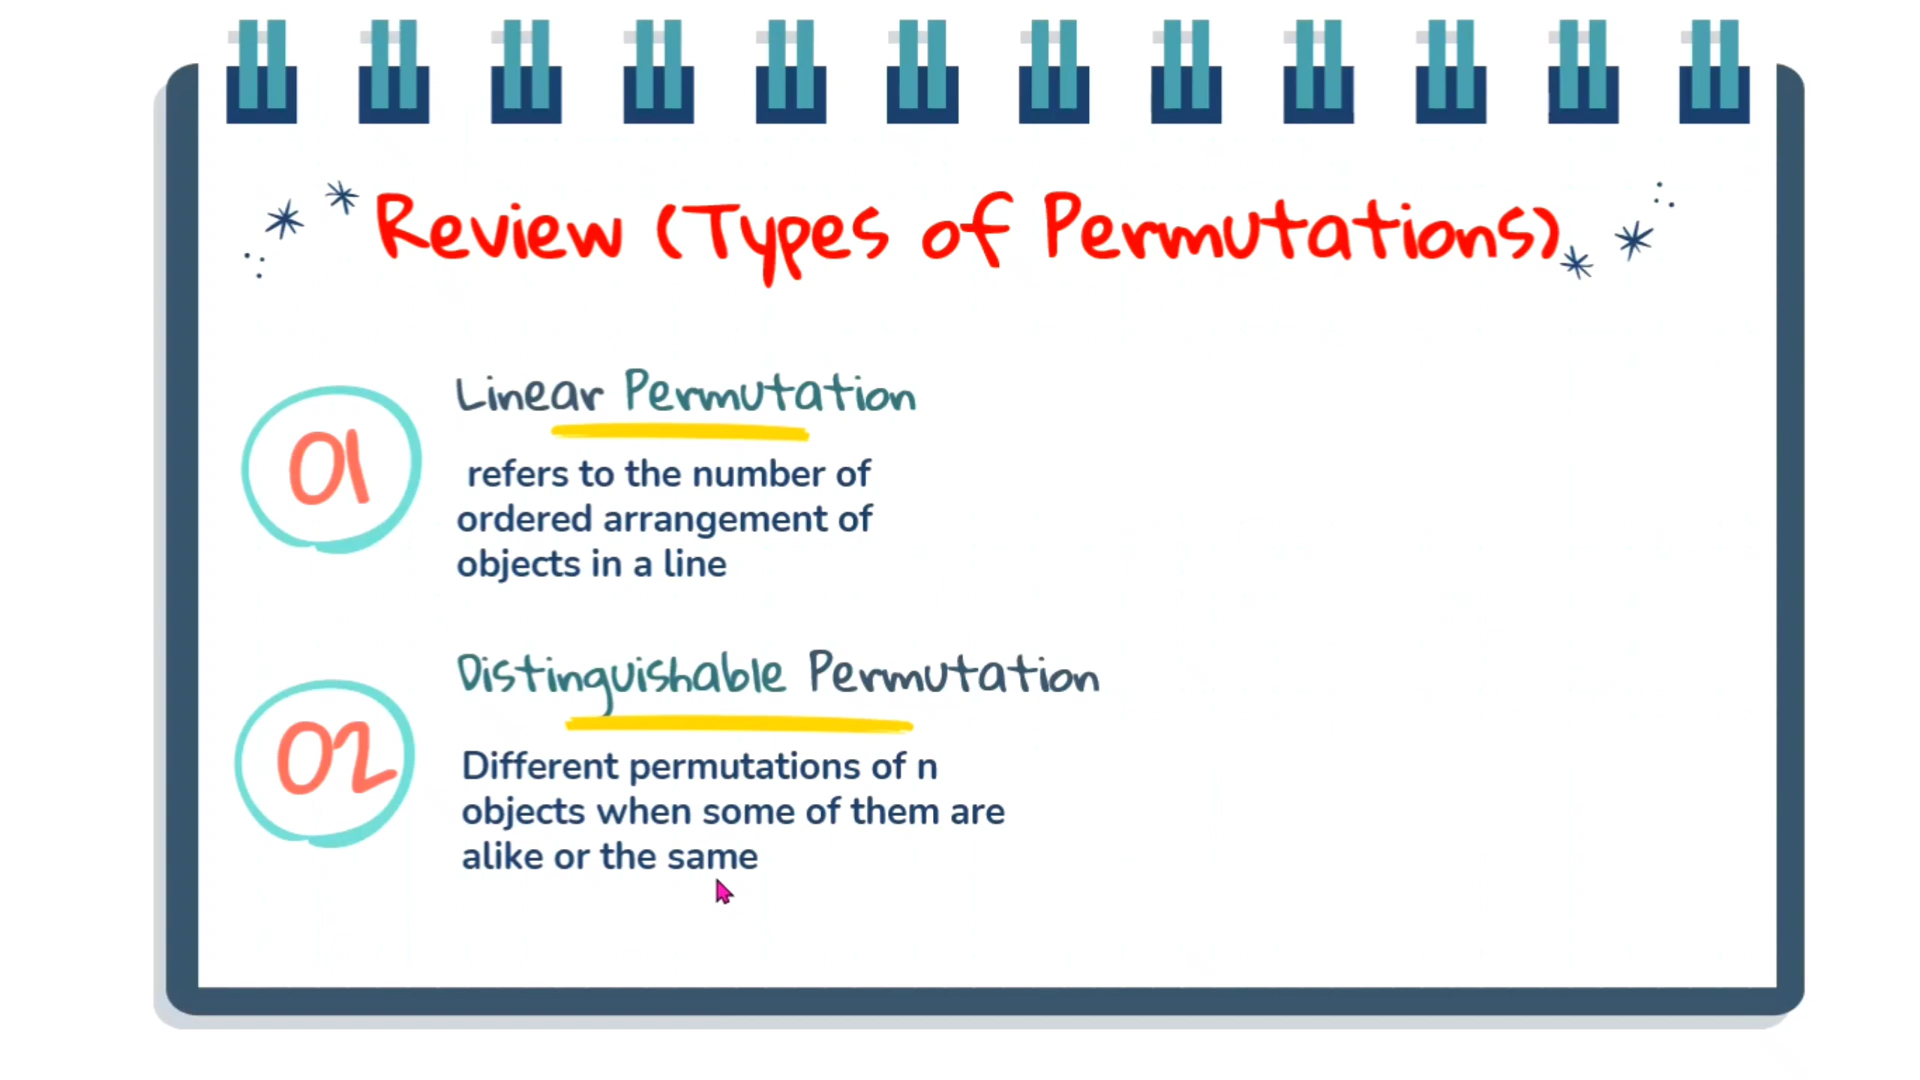 Review (Types of Permutations)
01
Linear Permutation
refers to the number of
ordered arrangement of
objects in a line
02
Distinguishable Permutation
Different permutations of n
objects when some of them are
alike or the same